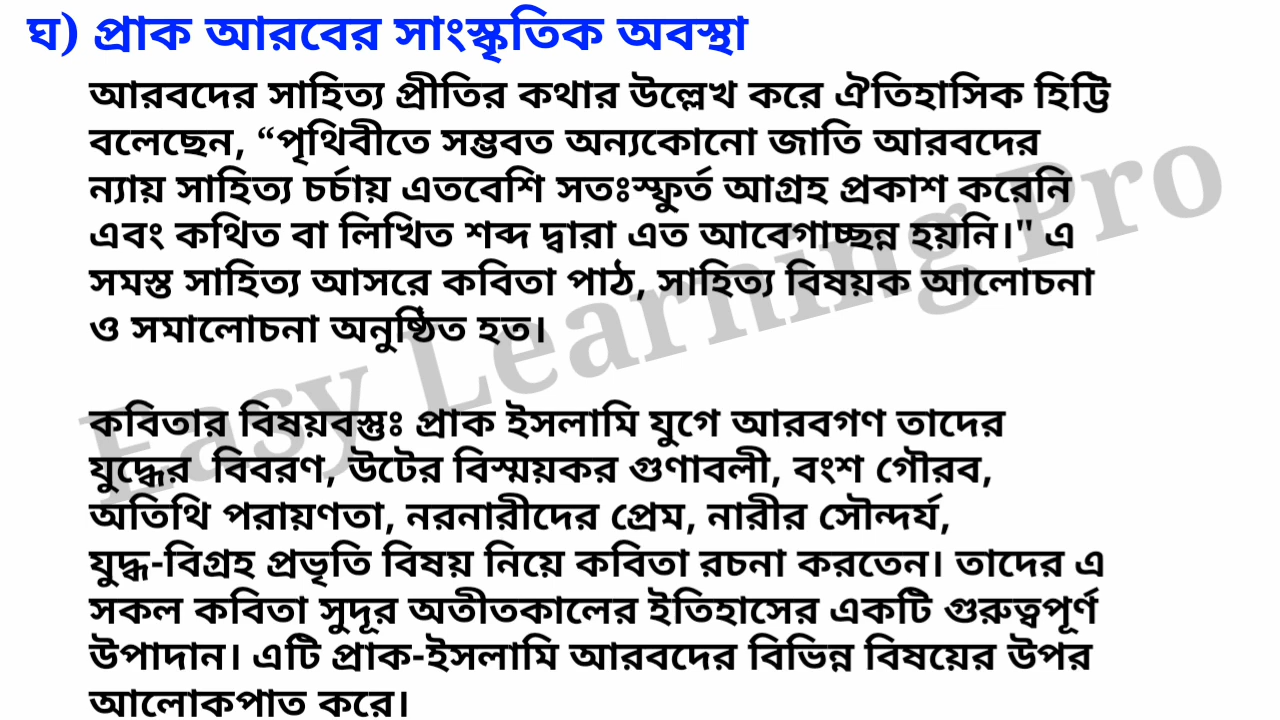 ঘ) প্রাক আরবের সাংস্কৃতিক অবস্থা
আরবদের সাহিত্য প্রীতির কথার উল্লেখ করে ঐতিহাসিক হিট্টি
বলেছেন, “পৃথিবীতে সম্ভবত অন্যকোনো জাতি আরবদের
ন্যায় সাহিত্য চর্চায় এতবেশি সতঃস্ফুর্ত আগ্রহ প্রকাশ করেনি
এবং কথিত বা লিখিত শব্দ দ্বারা এত আবেগাচ্ছন্ন হয়নি।" এ
সমস্ত সাহিত্য আসরে কবিতা পাঠ, সাহিত্য বিষয়ক আলোচনা
ও সমালোচনা অনুষ্ঠিত হত।
কবিতার বিষয়বস্তুঃ প্রাক ইসলামি যুগে আরবগণ তাদের
যুদ্ধের বিবরণ, উটের বিস্ময়কর গুণাবলী, বংশ গৌরব,
অতিথি পরায়ণতা, নরনারীদের প্রেম, নারীর সৌন্দর্য,
যুদ্ধ-বিগ্রহ প্রভৃতি বিষয় নিয়ে কবিতা রচনা করতেন। তাদের এ
সকল কবিতা সুদূর অতীতকালের ইতিহাসের একটি গুরুত্বপূর্ণ
উপাদান। এটি প্রাক-ইসলামি আরবদের বিভিন্ন বিষয়ের উপর
আলোকপাত করে।
Easy Learning Pro